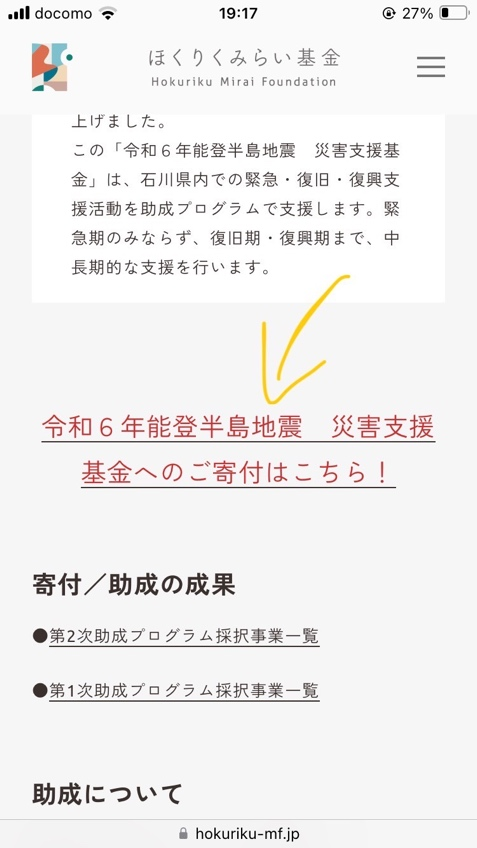 docomo 19:17 27%
ほくりくみらい基金
Hokuriku Mirai Foundation
上げました。
この「令和６年能登半島地震　災害支援基
金」は、石川県内での緊急・復旧・復興支
援活動を助成プログラムで支援します。緊
急期のみならず、復旧期・復興期まで、中
長期的な支援を行います。
令和６年能登半島地震　災害支援
基金へのご寄付はこちら！
寄付／助成の成果
●第2次助成プログラム採択事業一覧
●第1次助成プログラム採択事業一覧
助成について
hokuriku-mf.jp